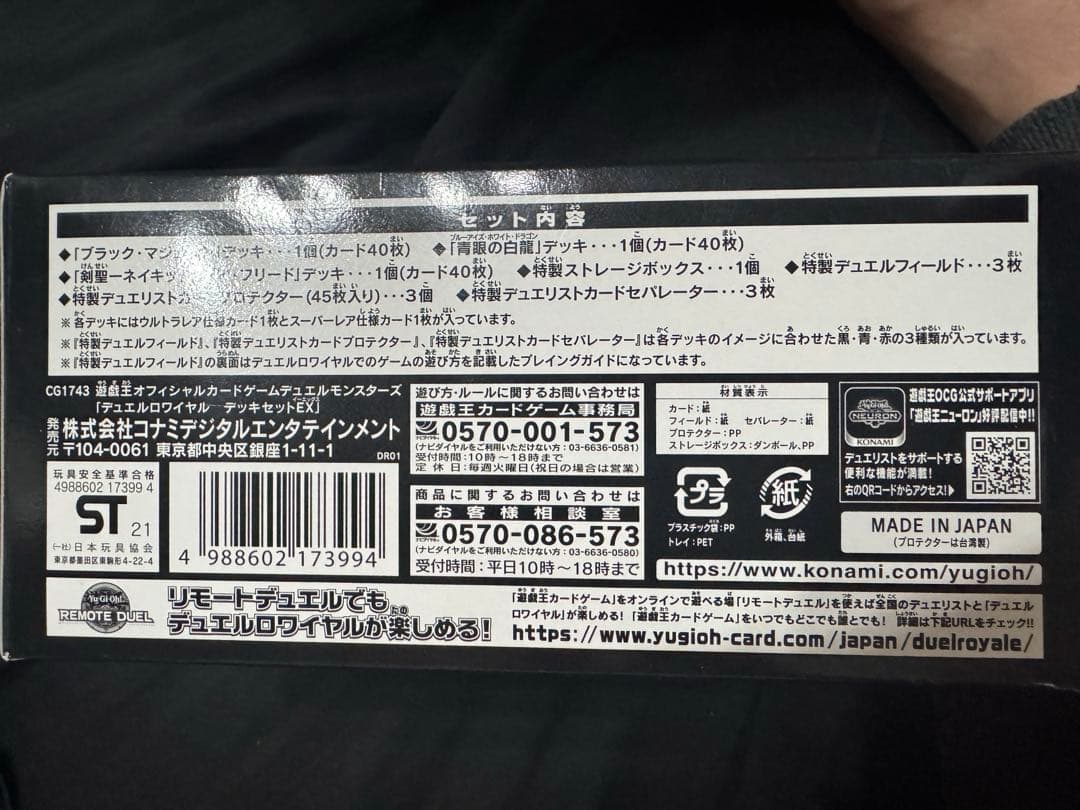 セット内容
◆「ブラック・マジ デッキ・・・1個(カード40枚) ◆「青眼の白龍」デッキ・・・1個(カード40枚)
◆「剣聖－ネイキッ ・フリード」デッキ・・・1個(カード40枚) ◆特製ストレージボックス・・・1個 ◆特製デュエルフィールド・・・3枚
◆特製デュエリストカ プロテクター(45枚入り)・・・3個 ◆特製デュエリストカードセパレーター・・・3枚
※各デッキにはウルトラレア仕様カード1枚とスーパーレア仕様カード1枚が入っています。
※『特製デュエルフィールド』、『特製デュエリストカードプロテクター』、『特製デュエリストカードセパレーター』は各デッキのイメージに合わせた黒・青・赤の3種類が入っています。
※『特製デュエルフィールド』の裏面はデュエルロワイヤルでのゲームの遊び方を記載したプレイングガイドになっています。
CG1743 遊戯王オフィシャルカードゲームデュエルモンスターズ
「デュエルロワイヤル デッキセットEX」
発売元 株式会社コナミデジタルエンタテインメント
〒104-0061 東京都中央区銀座1-11-1 DR01
玩具安全基準合格
4988602 17399 4
ST 21
(一社)日本玩具協会
東京都墨田区東駒形4-22-4
4 988602 173994
遊び方・ルールに関するお問い合わせは
遊戯王カードゲーム事務局
0570-001-573
(ナビダイヤルをご利用いただけない方：03-6636-0581)
受付時間：10時～18時まで
定休日：毎週火曜日(祝日の場合は営業)
商品に関するお問い合わせは
お客様相談室
0570-086-573
(ナビダイヤルをご利用いただけない方：03-6636-0580)
受付時間：平日10時～18時まで
材質表示
カード：紙
フィールド：紙 セパレーター：紙
プロテクター：PP
ストレージボックス：ダンボール、PP
プラ
プラスチック袋：PP
トレイ：PET
紙
外箱、台紙
Yu-Gi-Oh!
NEURON
KONAMI
遊戯王OCG公式サポートアプリ
「遊戯王ニューロン」好評配信中!!
デュエリストをサポートする
便利な機能が満載!
右のQRコードからアクセス!▶
MADE IN JAPAN
(プロテクターは台湾製)
https://www.konami.com/yugioh/
Yu-Gi-Oh!
REMOTE DUEL
リモートデュエルでも
デュエルロワイヤルが楽しめる!
「遊戯王カードゲーム」をオンラインで遊べる場「リモートデュエル」を使えば全国のデュエリストと「デュエル
ロワイヤル」が楽しめる!「遊戯王カードゲーム」をいつでもどこでも誰とでも! 詳細は下記URLをチェック!!
https://www.yugioh-card.com/japan/duelroyale/